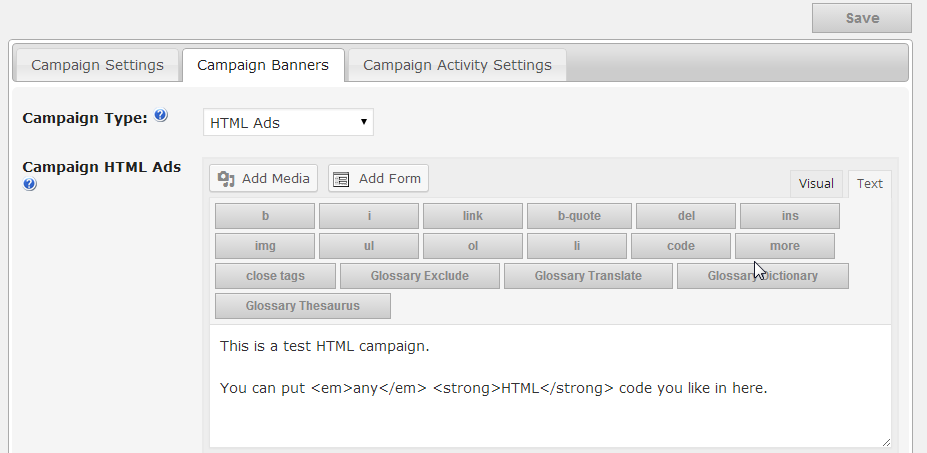 Save
Campaign Settings Campaign Banners Campaign Activity Settings
Campaign Type: ? HTML Ads
Campaign HTML Ads
?
Add Media Add Form Visual Text
b i link b-quote del ins
img ul ol li code more
close tags Glossary Exclude Glossary Translate Glossary Dictionary
Glossary Thesaurus
This is a test HTML campaign.
You can put <em>any</em> <strong>HTML</strong> code you like in here.